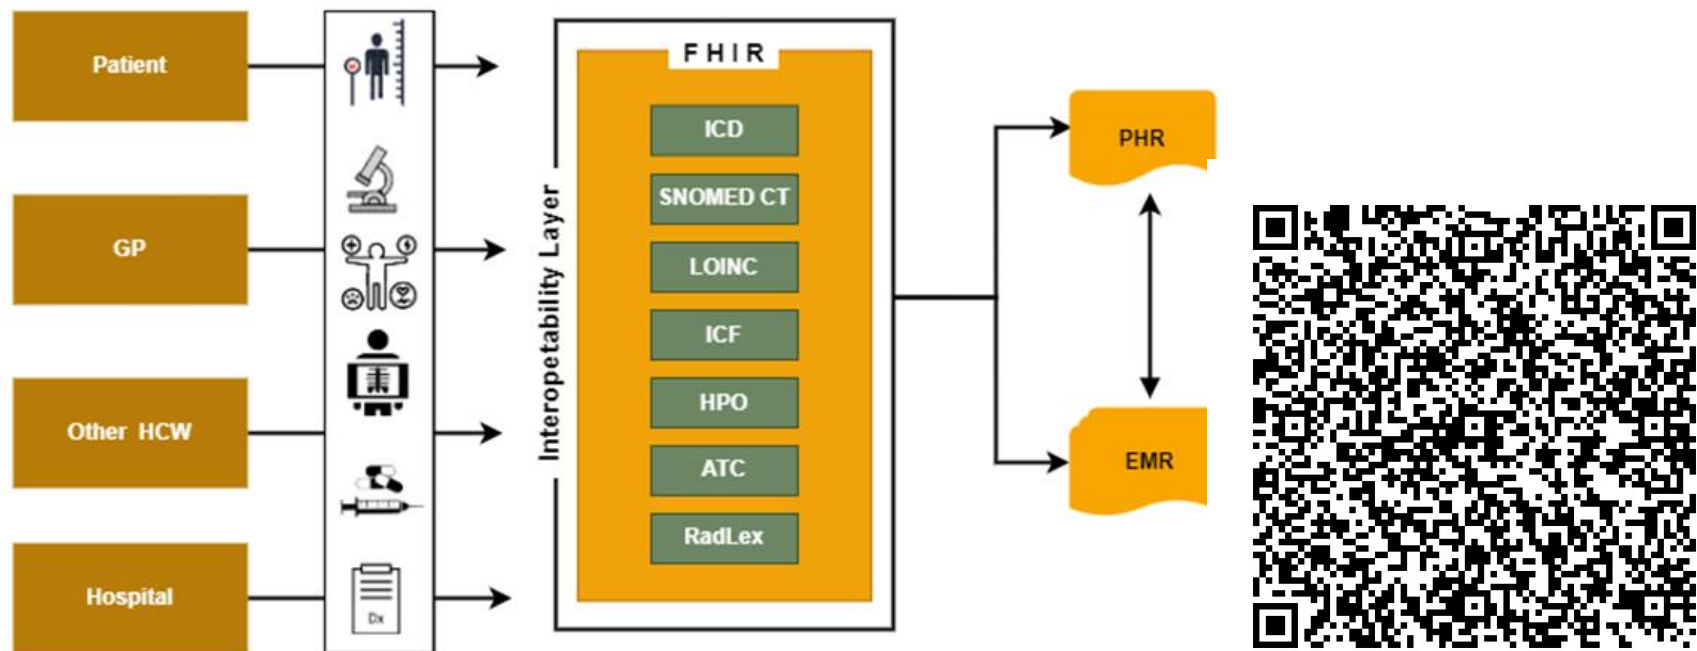 Patient
GP
Other HCW
Hospital
Dx
Interopetability Layer
FHIR
ICD
SNOMED CT
LOINC
ICF
HPO
ATC
RadLex
PHR
EMR